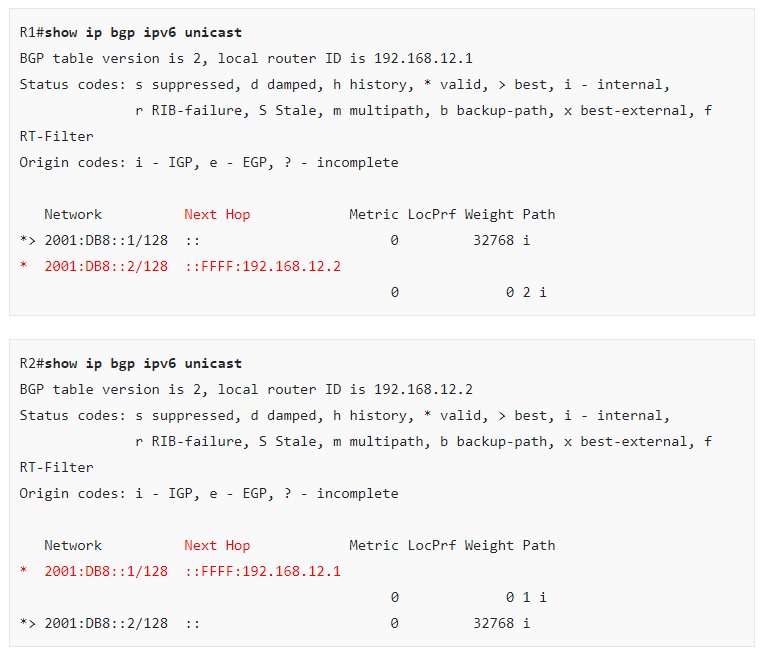 R1#show ip bgp ipv6 unicast
BGP table version is 2, local router ID is 192.168.12.1
Status codes: s suppressed, d damped, h history, * valid, > best, i - internal,
              r RIB-failure, S Stale, m multipath, b backup-path, x best-external, f
RT-Filter
Origin codes: i - IGP, e - EGP, ? - incomplete

   Network          Next Hop            Metric LocPrf Weight Path
*> 2001:DB8::1/128  ::                       0         32768 i
*  2001:DB8::2/128  ::FFFF:192.168.12.2
                                             0             0 2 i

R2#show ip bgp ipv6 unicast
BGP table version is 2, local router ID is 192.168.12.2
Status codes: s suppressed, d damped, h history, * valid, > best, i - internal,
              r RIB-failure, S Stale, m multipath, b backup-path, x best-external, f
RT-Filter
Origin codes: i - IGP, e - EGP, ? - incomplete

   Network          Next Hop            Metric LocPrf Weight Path
*  2001:DB8::1/128  ::FFFF:192.168.12.1
                                             0             0 1 i
*> 2001:DB8::2/128  ::                       0         32768 i